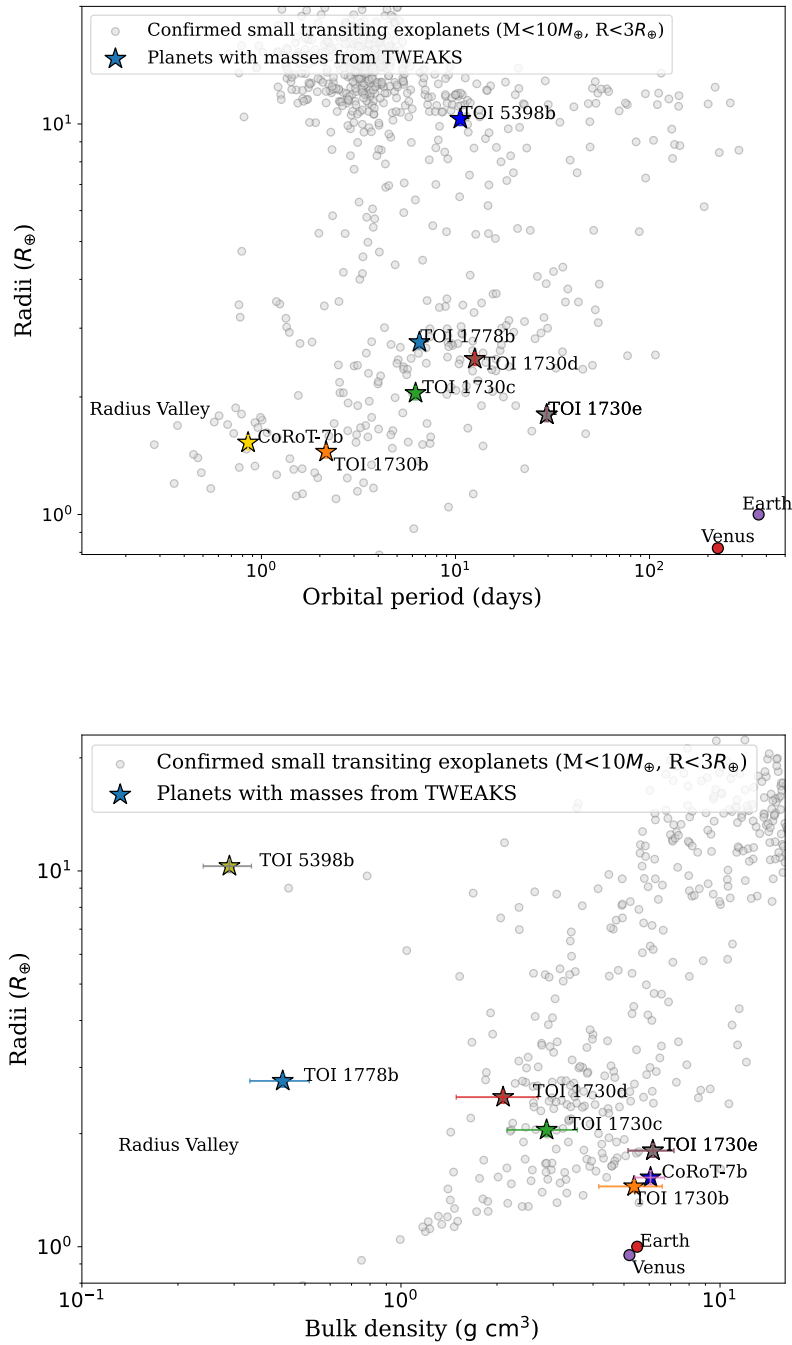 Confirmed small transiting exoplanets (M<10M⊕, R<3R⊕)
Planets with masses from TWEAKS
10¹
10⁰
Radii (R⊕)
TOI 5398b
TOI 1778b
TOI 1730d
TOI 1730c
Radius Valley
TOI 1730e
CoRoT-7b
TOI 1730b
Earth
Venus
10⁰
10¹
10²
Orbital period (days)
Confirmed small transiting exoplanets (M<10M⊕, R<3R⊕)
Planets with masses from TWEAKS
10¹
10⁰
Radii (R⊕)
TOI 5398b
TOI 1778b
TOI 1730d
TOI 1730c
Radius Valley
TOI 1730e
CoRoT-7b
TOI 1730b
Earth
Venus
10⁻¹
10⁰
10¹
Bulk density (g cm³)